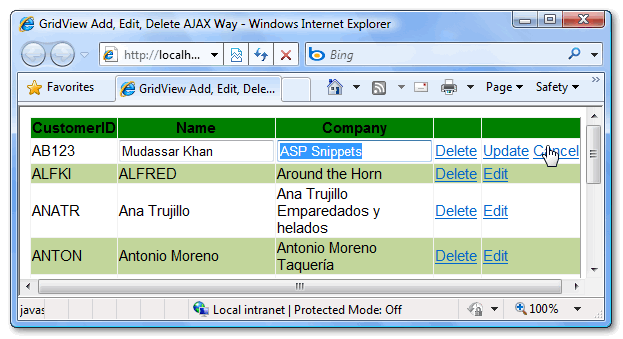 GridView Add, Edit, Delete AJAX Way - Windows Internet Explorer
http://localh...
Bing
Favorites
GridView Add, Edit, Dele...
Page
Safety
»
CustomerID Name Company
AB123 Mudassar Khan ASP Snippets Delete Update Cancel
ALFKI ALFRED Around the Horn Delete Edit
ANATR Ana Trujillo Ana Trujillo
Emparedados y
helados Delete Edit
ANTON Antonio Moreno Antonio Moreno
Taquería Delete Edit
javas Local intranet | Protected Mode: Off 100%